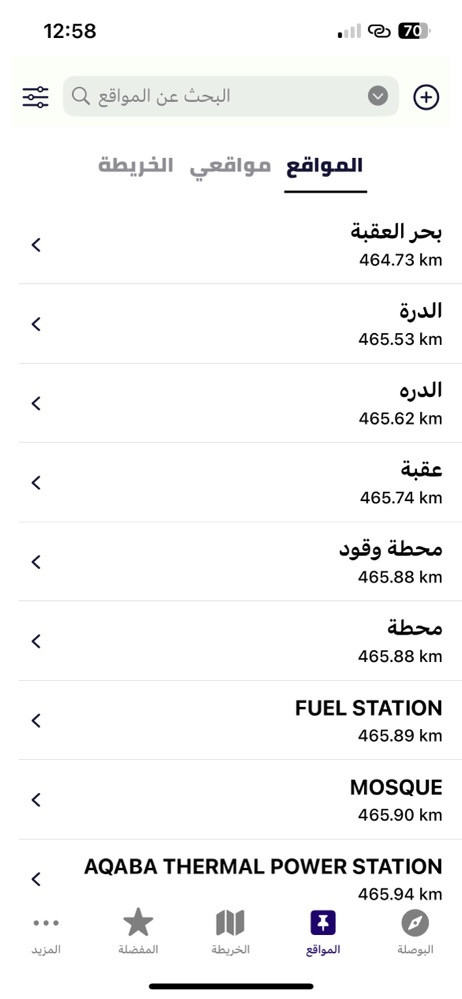 12:58
70
البحث عن المواقع
المواقع مواقعي الخريطة
بحر العقبة
464.73 km
الدرة
465.53 km
الدره
465.62 km
عقبة
465.74 km
محطة وقود
465.88 km
محطة
465.88 km
FUEL STATION
465.89 km
MOSQUE
465.90 km
AQABA THERMAL POWER STATION
465.94 km
البوصلة المواقع الخريطة المفضلة المزيد